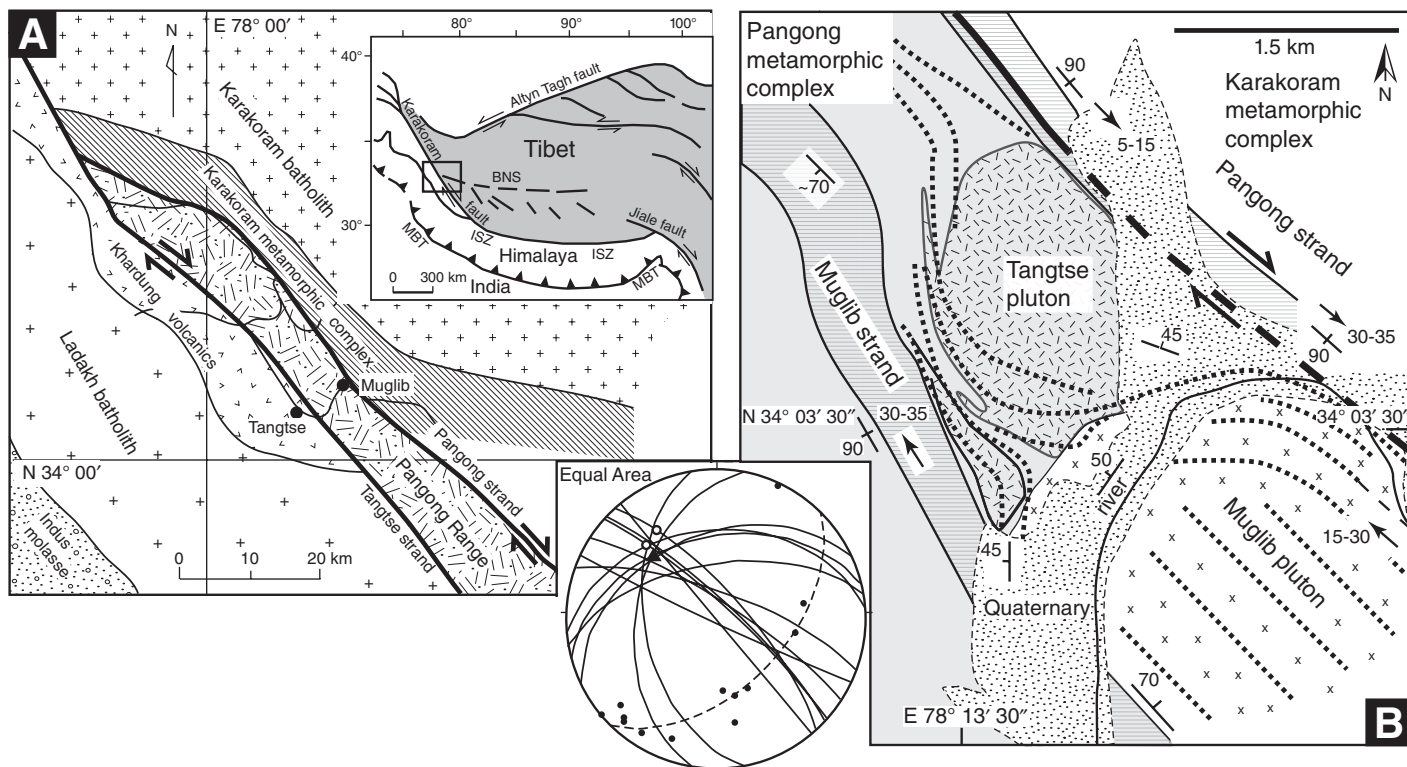 A
N
E 78° 00′
Karakoram batholith
Karakoram metamorphic complex
Khardung volcanics
Ladakh batholith
Muglib
Tangtse
N 34° 00′
Indus molasse
0 10 20 km
Tangtse strand
Pangong Range
Pangong strand
80° 90° 100°
40°
30°
Altyn Tagh fault
Karakoram fault
Tibet
BNS
Jiale fault
ISZ
ISZ
MBT
MBT
Himalaya
India
0 300 km
Equal Area
B
Pangong metamorphic complex
1.5 km
N
Karakoram metamorphic complex
90
5-15
Pangong strand
~70
Muglib strand
Tangtse pluton
45
30-35
90
N 34° 03′ 30′′
30-35
90
34° 03′ 30′′
50
river
45
15-30
Muglib pluton
Quaternary
E 78° 13′ 30′′
70